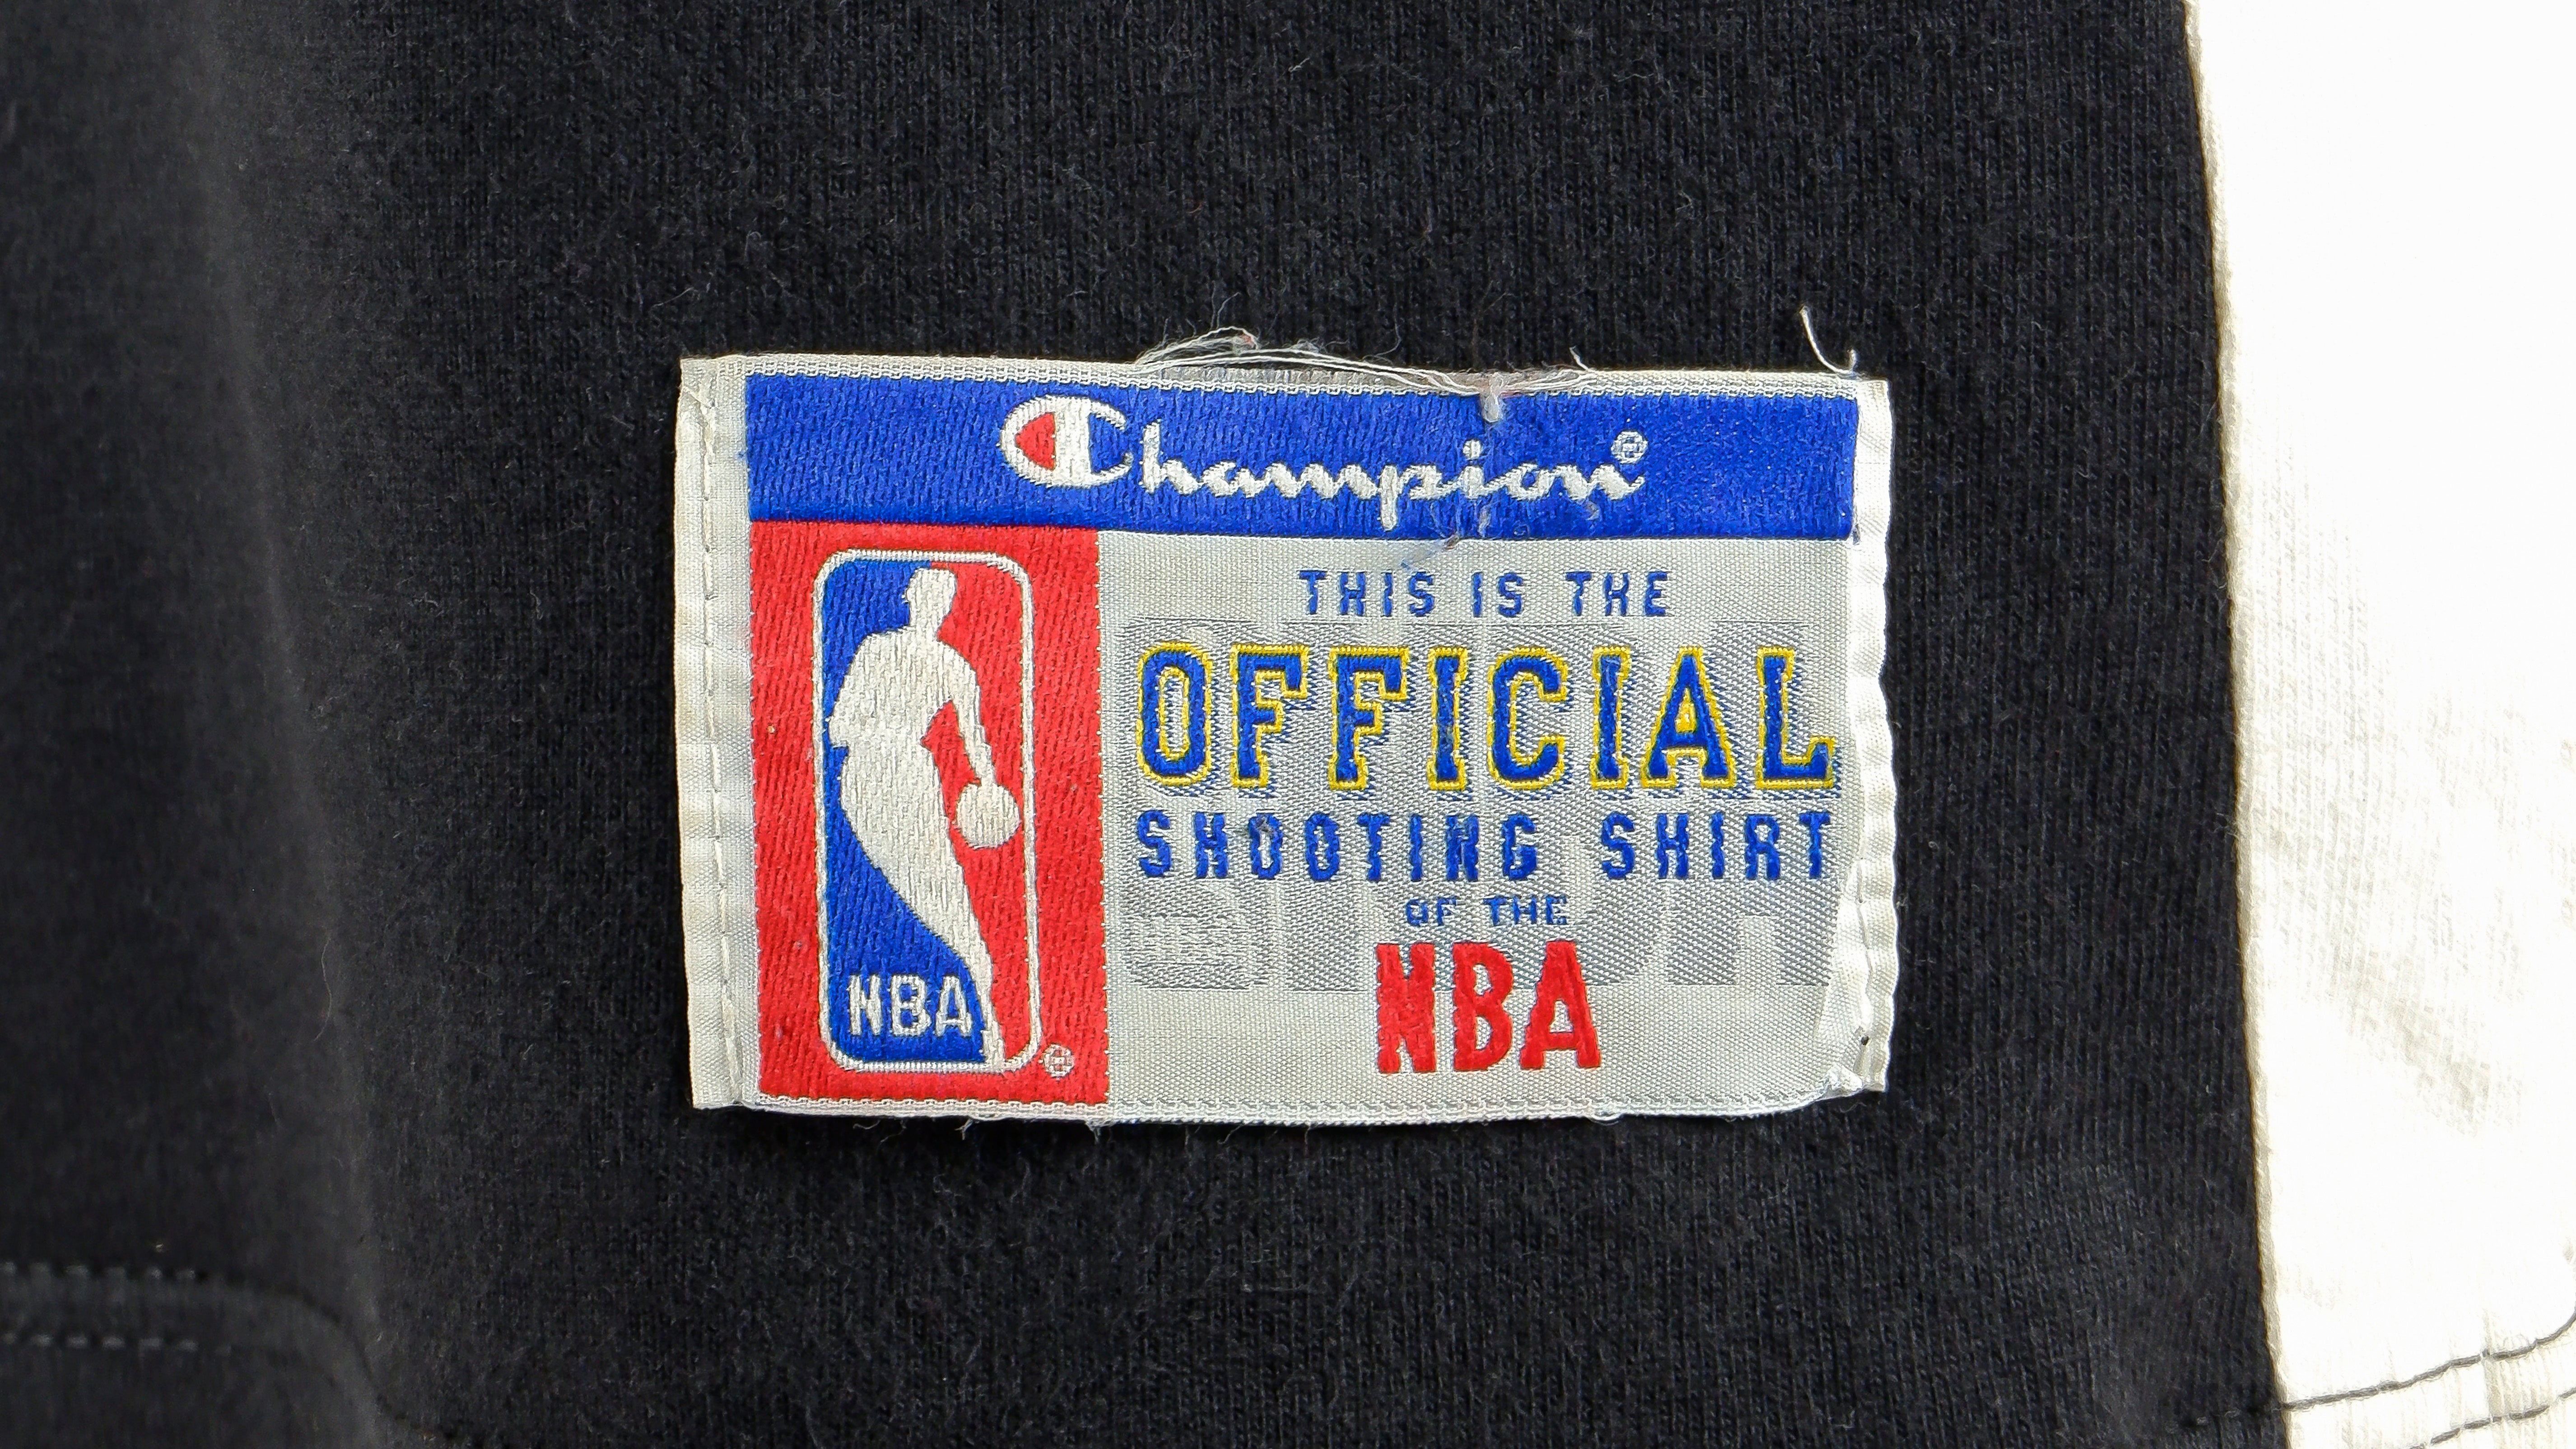 Champion®
THIS IS THE
OFFICIAL
SHOOTING SHIRT
OF THE
NBA
NBA®